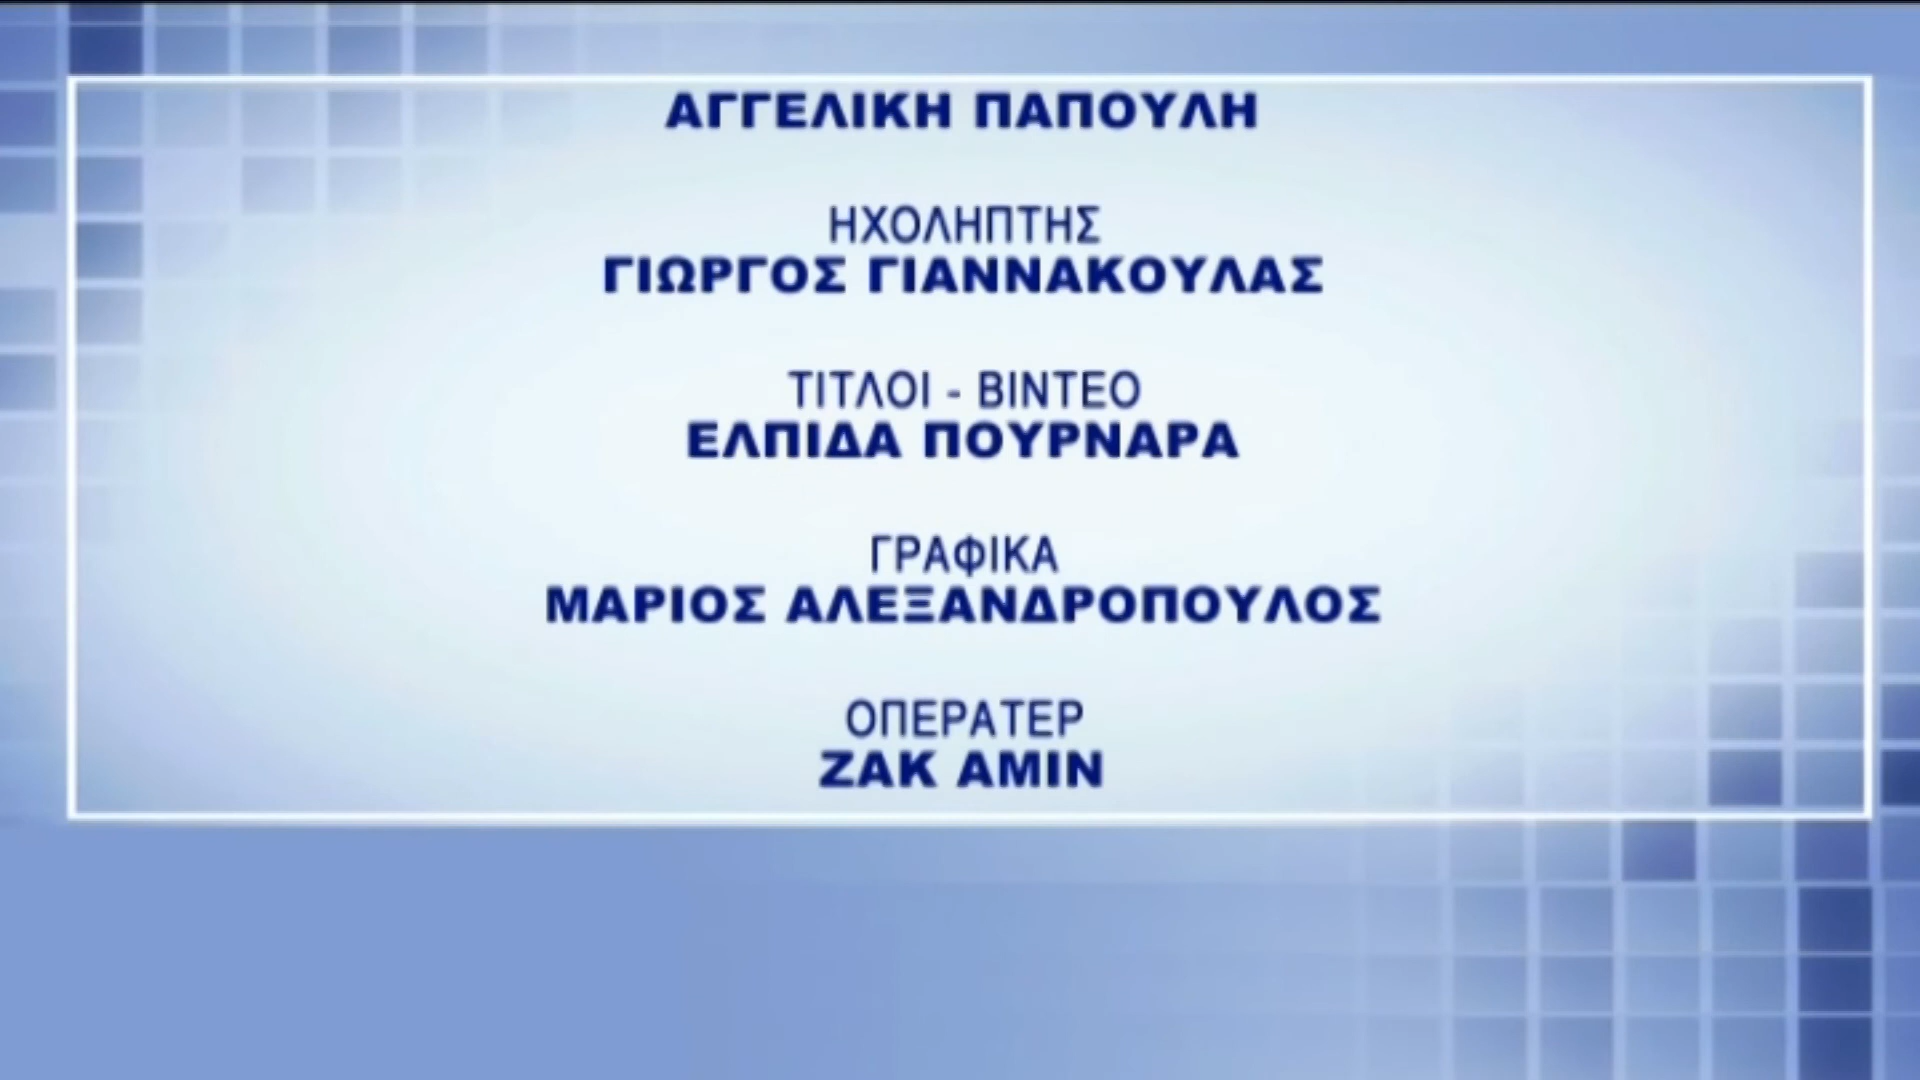 ΑΓΓΕΛΙΚΗ ΠΑΠΟΥΛΗ
ΗΧΟΛΗΠΤΗΣ
ΓΙΩΡΓΟΣ ΓΙΑΝΝΑΚΟΥΛΑΣ
ΤΙΤΛΟΙ - ΒΙΝΤΕΟ
ΕΛΠΙΔΑ ΠΟΥΡΝΑΡΑ
ΓΡΑΦΙΚΑ
ΜΑΡΙΟΣ ΑΛΕΞΑΝΔΡΟΠΟΥΛΟΣ
ΟΠΕΡΑΤΕΡ
ΖΑΚ ΑΜΙΝ